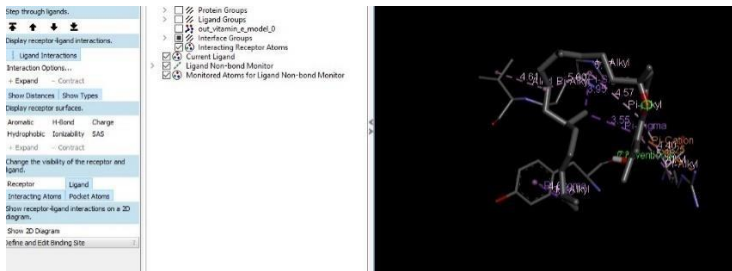 Step through ligands.
Display receptor-ligand interactions.
Ligand Interactions
Interaction Options...
+ Expand - Contract
Show Distances Show Types
Display receptor surfaces.
Aromatic H-Bond Charge
Hydrophobic Ionizability SAS
+ Expand - Contract
Change the visibility of the receptor and
ligand.
Receptor Ligand
Interacting Atoms Pocket Atoms
Show receptor-ligand interactions on a 2D
diagram.
Show 2D Diagram
Define and Edit Binding Site
Protein Groups
Ligand Groups
out_vitamin_e_model_0
Interface Groups
Interacting Receptor Atoms
Current Ligand
Ligand Non-bond Monitor
Monitored Atoms for Ligand Non-bond Monitor
4.61
Alkyl
4.57
3.95
3.55